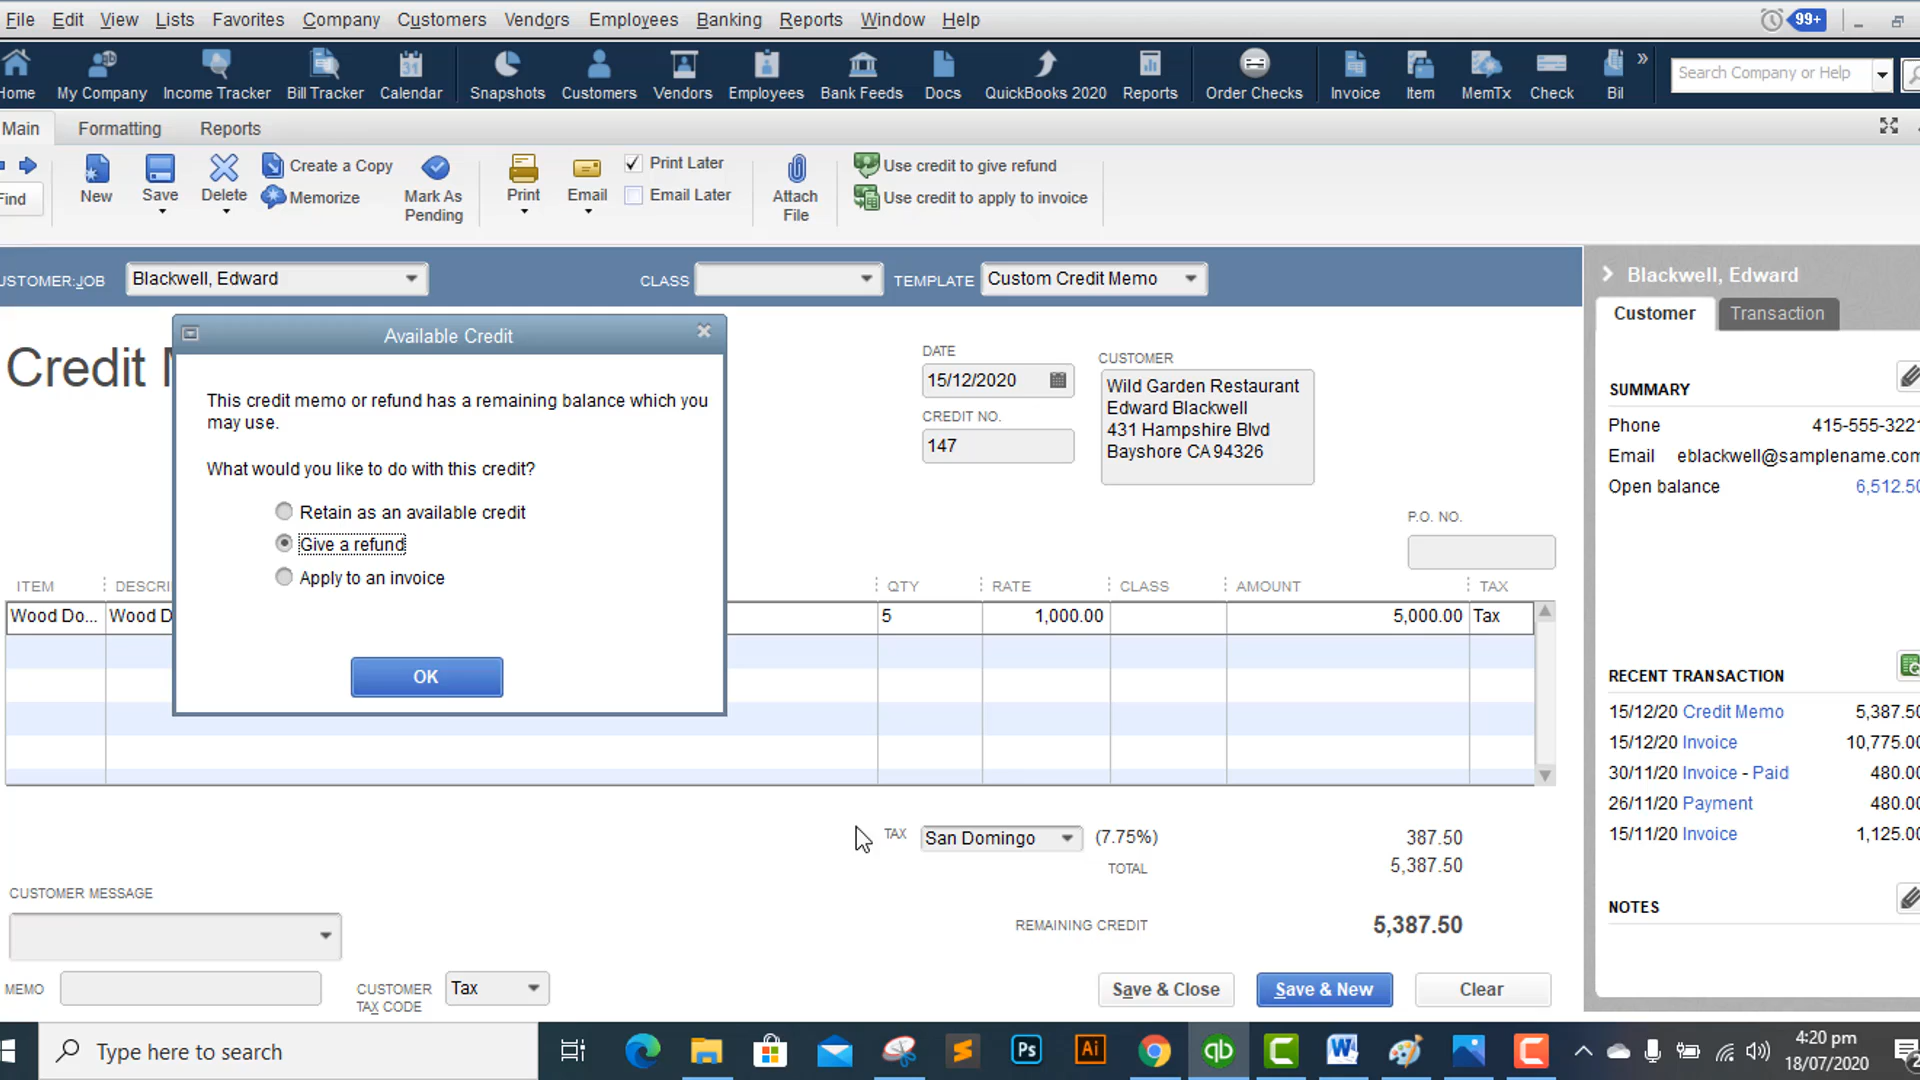 File Edit View Lists Favorites Company Customers Vendors Employees Banking Reports Window Help
99+
Home My Company Income Tracker Bill Tracker Calendar Snapshots Customers Vendors Employees Bank Feeds Docs QuickBooks 2020 Reports Order Checks Invoice Item MemTx Check Bil »
Search Company or Help
Main Formatting Reports
Find
New
Save
Delete
Create a Copy
Memorize
Mark As
Pending
Print
Email
Print Later
Email Later
Attach
File
Use credit to give refund
Use credit to apply to invoice
USTOMER:JOB Blackwell, Edward CLASS TEMPLATE Custom Credit Memo
Credit
Available Credit
This credit memo or refund has a remaining balance which you
may use.
What would you like to do with this credit?
Retain as an available credit
Give a refund
Apply to an invoice
OK
DATE
15/12/2020
CREDIT NO.
147
CUSTOMER
Wild Garden Restaurant
Edward Blackwell
431 Hampshire Blvd
Bayshore CA 94326
P.O. NO.
ITEM DESCRI QTY RATE CLASS AMOUNT TAX
Wood Do... Wood D 5 1,000.00 5,000.00 Tax
TAX San Domingo (7.75%) 387.50
TOTAL 5,387.50
CUSTOMER MESSAGE
REMAINING CREDIT 5,387.50
MEMO
CUSTOMER
TAX CODE
Tax
Save & Close Save & New Clear
Blackwell, Edward
Customer Transaction
SUMMARY
Phone 415-555-3221
Email eblackwell@samplename.com
Open balance 6,512.50
RECENT TRANSACTION
15/12/20 Credit Memo 5,387.50
15/12/20 Invoice 10,775.00
30/11/20 Invoice - Paid 480.00
26/11/20 Payment 480.00
15/11/20 Invoice 1,125.00
NOTES
Type here to search
Ps
Ai
qb
4:20 pm
18/07/2020